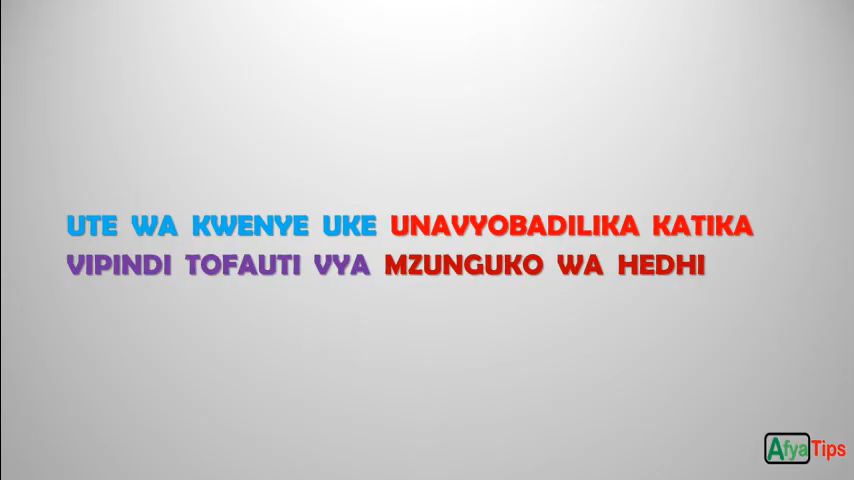 UTE WA KWENYE UKE UNAVYOBADILIKA KATIKA
VIPINDI TOFAUTI VYA MZUNGUKO WA HEDHI
AfyaTips